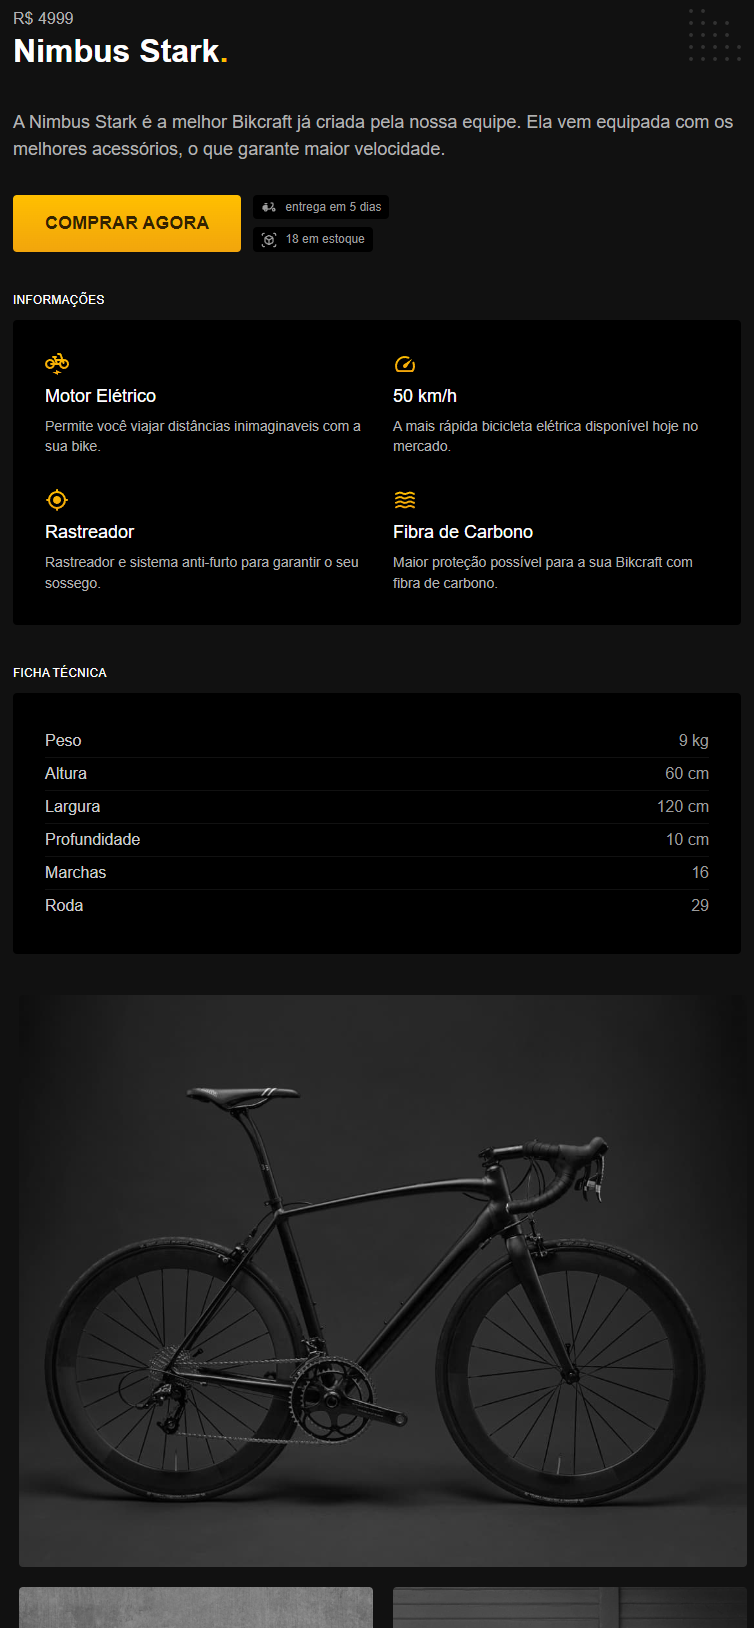 R$ 4999
Nimbus Stark.
A Nimbus Stark é a melhor Bikcraft já criada pela nossa equipe. Ela vem equipada com os
melhores acessórios, o que garante maior velocidade.
COMPRAR AGORA
entrega em 5 dias
18 em estoque
INFORMAÇÕES
Motor Elétrico
Permite você viajar distâncias inimaginaveis com a
sua bike.
50 km/h
A mais rápida bicicleta elétrica disponível hoje no
mercado.
Rastreador
Rastreador e sistema anti-furto para garantir o seu
sossego.
Fibra de Carbono
Maior proteção possível para a sua Bikcraft com
fibra de carbono.
FICHA TÉCNICA
Peso 9 kg
Altura 60 cm
Largura 120 cm
Profundidade 10 cm
Marchas 16
Roda 29